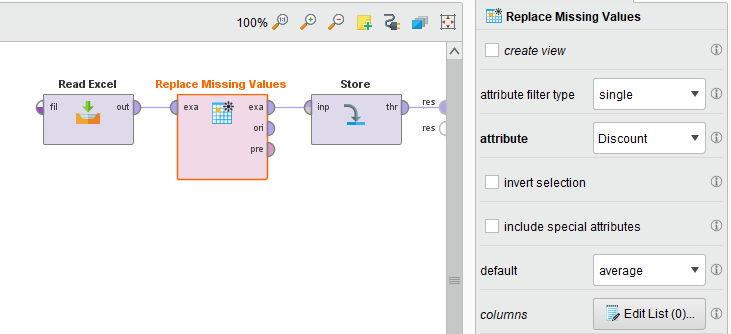 100%
Read Excel
Replace Missing Values
Store
fil
out
exa
exa
ori
pre
inp
thr
res
res
Replace Missing Values
create view
attribute filter type
single
attribute
Discount
invert selection
include special attributes
default
average
columns
Edit List (0)...